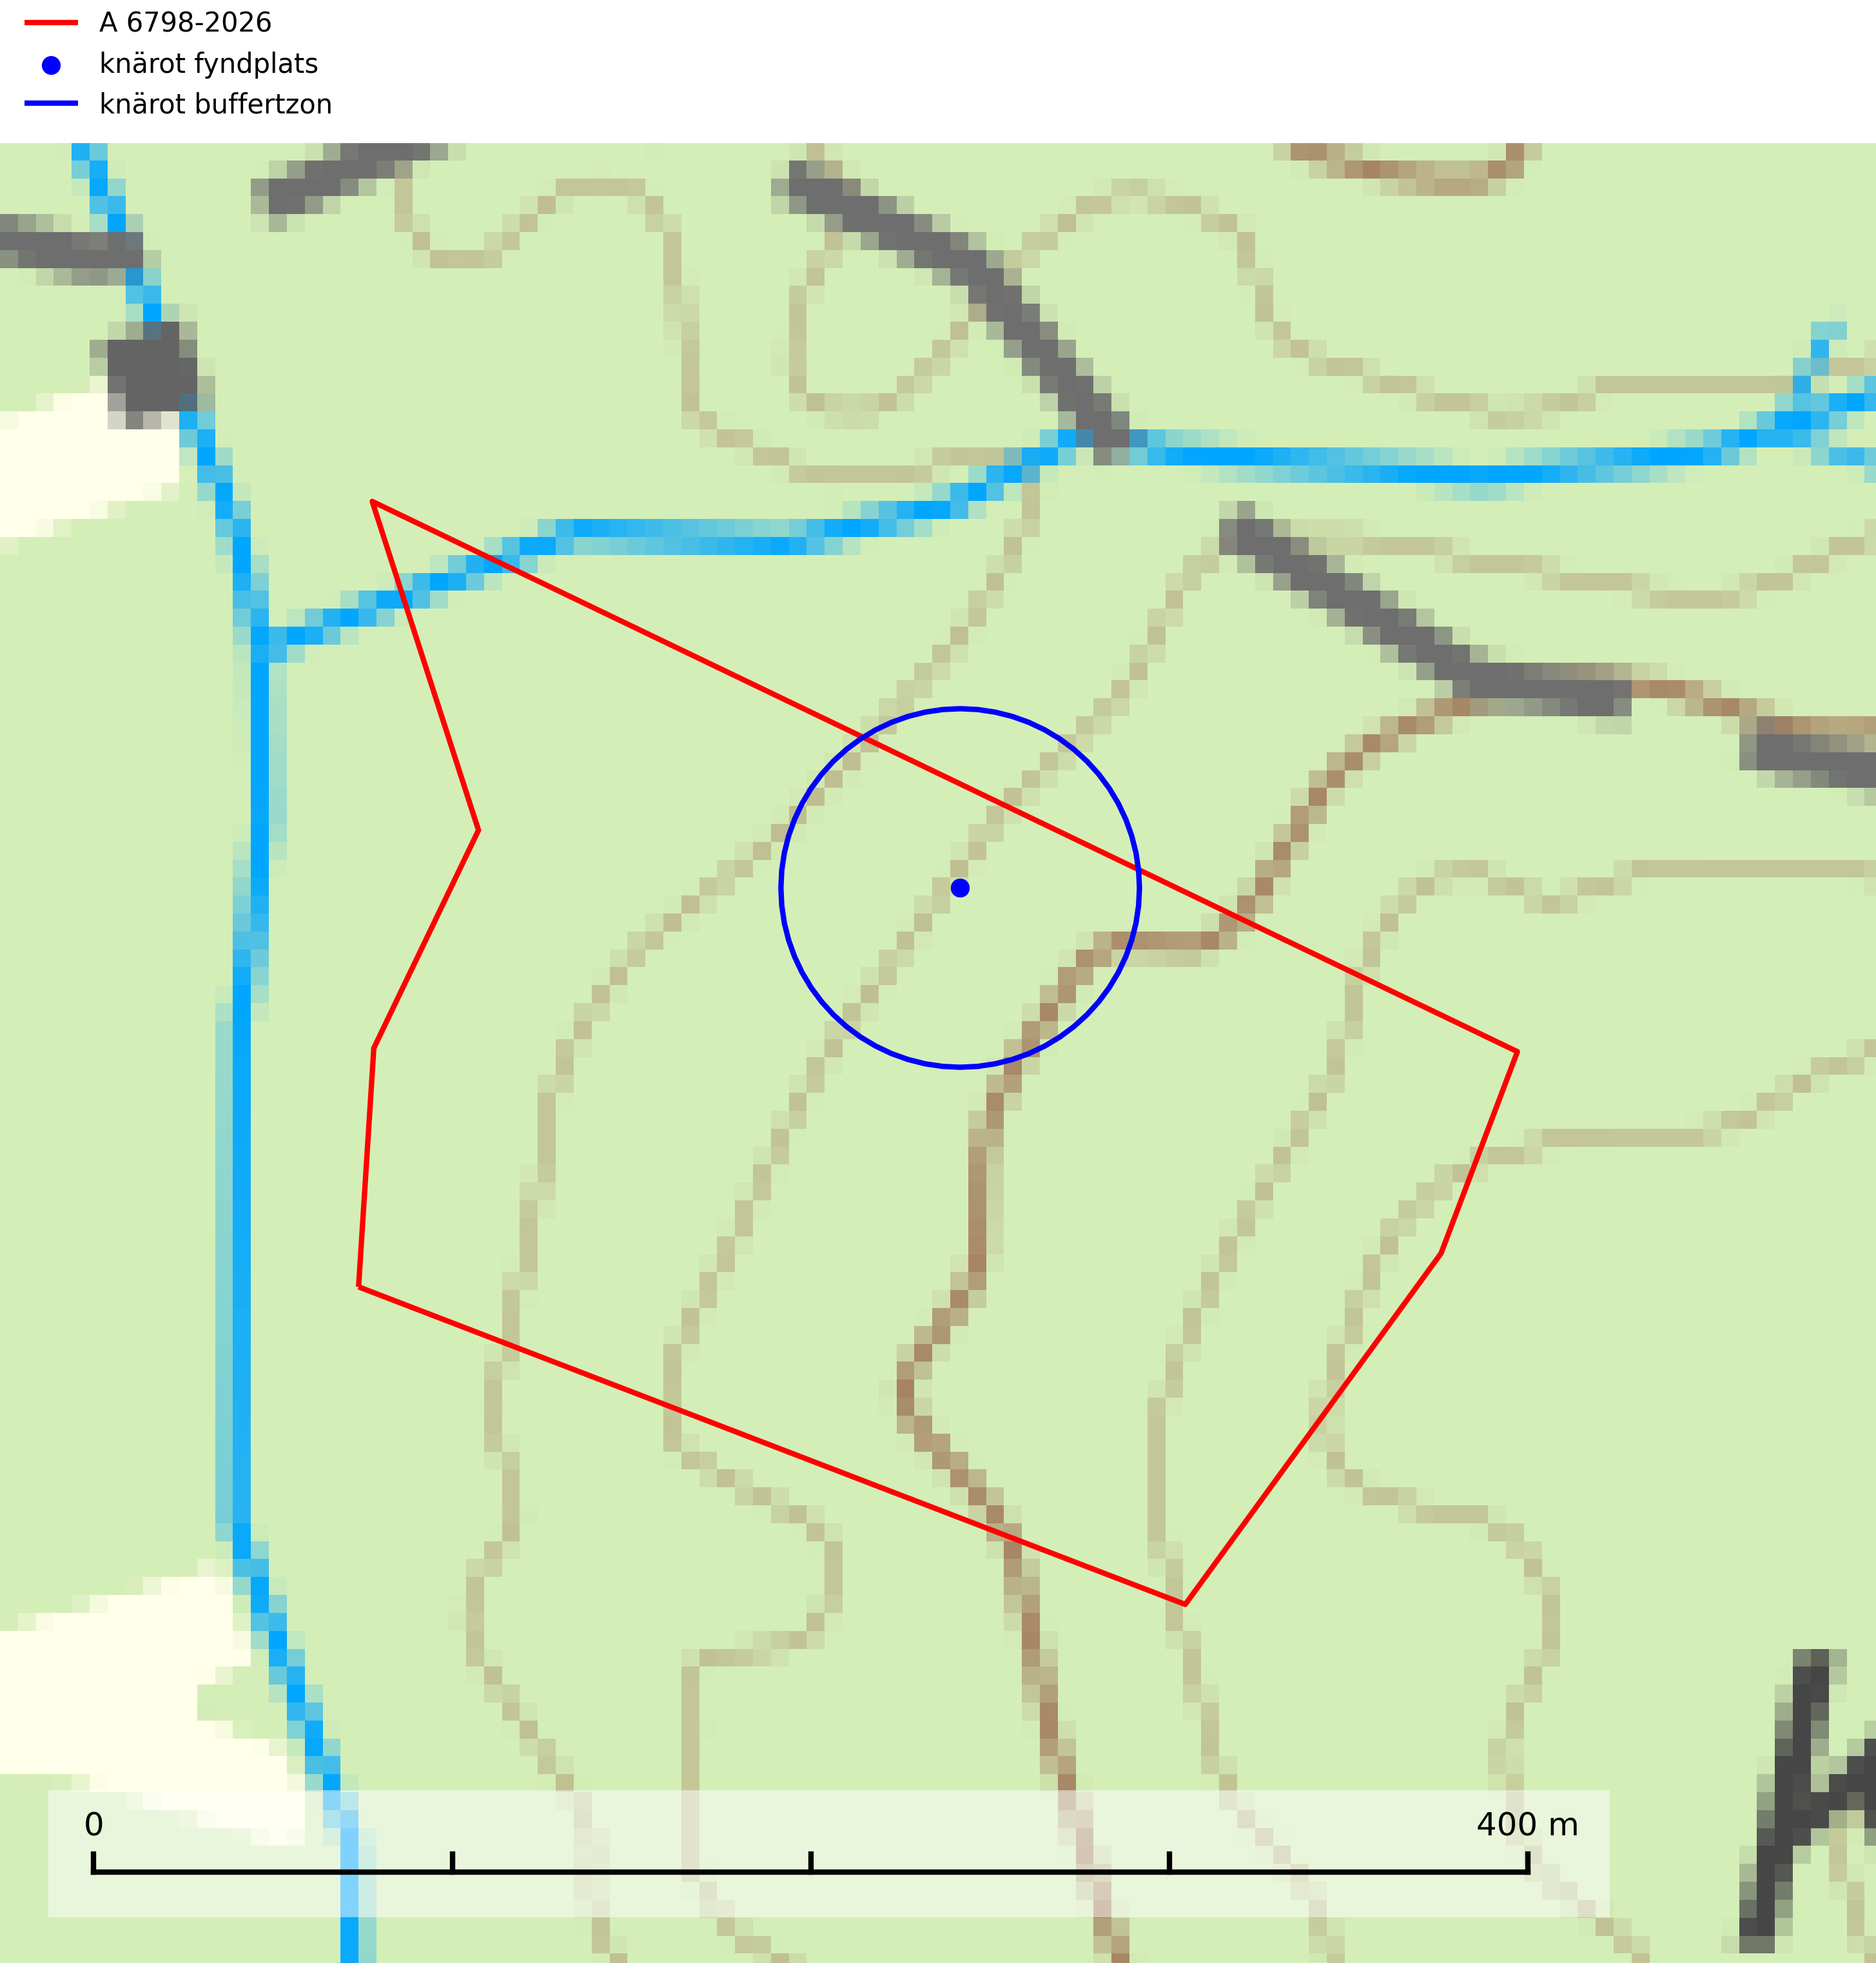 A 6798-2026
knärot fyndplats
knärot buffertzon
0 400 m